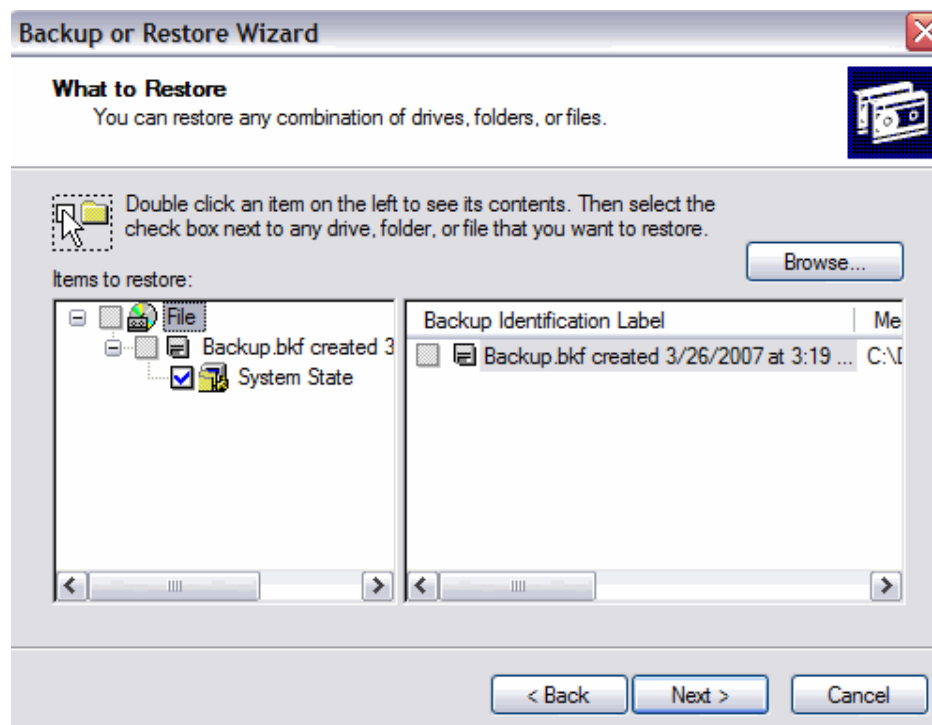 Backup or Restore Wizard
What to Restore
You can restore any combination of drives, folders, or files.
Double click an item on the left to see its contents. Then select the
check box next to any drive, folder, or file that you want to restore.
Browse...
Items to restore:
File
Backup.bkf created 3
System State
Backup Identification Label
Me
Backup.bkf created 3/26/2007 at 3:19 ...
C:\D
< Back
Next >
Cancel